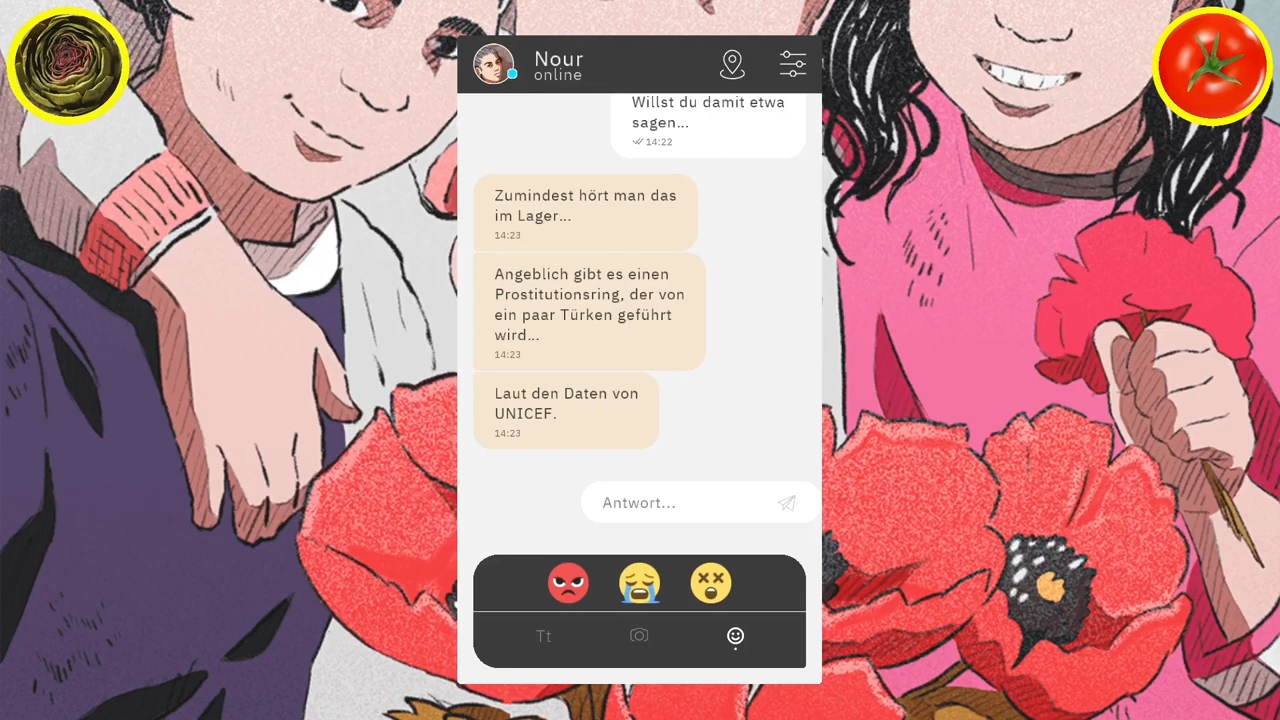 Nour
online
Willst du damit etwa
sagen...
14:22
Zumindest hört man das
im Lager...
14:23
Angeblich gibt es einen
Prostitutionsring, der von
ein paar Türken geführt
wird...
14:23
Laut den Daten von
UNICEF.
14:23
Antwort...
Tt